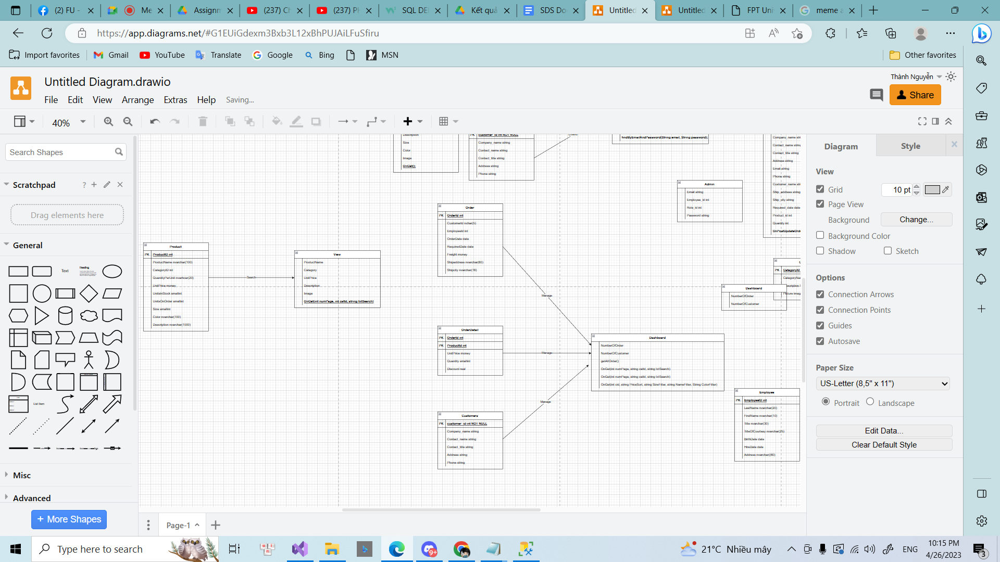 (2) FU -
Me
Assignm
(237) Ch
(237) P
SQL DE
Kết quả
SDS Do
Untitled
Untitled
FPT Uni
meme a
https://app.diagrams.net/#G1EUiGdexm3Bxb3L12xBhPUJAiLFuSfiru
Import favorites
Gmail
YouTube
Translate
Google
Bing
MSN
Other favorites
Untitled Diagram.drawio
Thành Nguyễn
File Edit View Arrange Extras Help Saving...
Share
40%
Search Shapes
Scratchpad
?
Drag elements here
General
Text
Heading
List Item
Misc
Advanced
+ More Shapes
Description
Size
Color
Image
OnGet();
PK customer_id int NOT NULL
Company_name string
Contact_name string
Contact_title string
Address string
Phone string
findByEmailAndPassword(String email, String password);
Company_name stri
Contact_name string
Contact_title string
Address string
Email string
Phone string
Customer_name stri
Ship_address string
Ship_city string
Required_date date
Product_id int
Quantity int
OnPostUpdateOrd
Admin
Email string
Employee_id int
Role_id int
Password string
Order
PK OrderId int
CustomerId nchar(5)
EmployeeId int
OrderDate date
RequiredDate date
Freight money
Shipaddress nvarchar(60)
Shipcity nvarchar(16)
Product
PK ProductID int
ProductName nvarchar(100)
CategoryID int
QuantityPerUnit nvarhcar(20)
UnitPrice money
UnitsInStock smallint
UnitsOnOrder smallint
Size smallint
Color nvarchar(100)
Description nvarchar(1000)
Search
View
ProductName
Category
UnitPrice
Description
Image
OnGet(int numPage, int catId, string txtSearch)
Manage
PK CategoryID
CategoryNa
Picture imag
Dashboard
NumberOfOrder
NumberOfCustomer
OrderDetail
PK OrderId int
PK ProductId int
UnitPrice money
Quantity smallint
Discount real
Manage
Dashboard
NumberOfOrder
NumberOfCustomer
getAllOrder()
OnGet(int numPage, string catId, string txtSearch)
OnGet(int numPage, string catId, string txtSearch)
OnGet(int cid, string PriceSort, string SizeFilter, string NameFilter, String ColorFilter)
Manage
Customers
PK customer_id int NOT NULL
Company_name string
Contact_name string
Contact_title string
Address string
Phone string
Employee
PK EmployeeID int
LastName nvarchar(20)
FirstName nvarchar(10)
Title nvarchar(30)
TitleOfCourtesy nvarchar(25)
BirthDate date
HireDate date
Address nvarchar((60)
Page-1
Diagram
Style
View
Grid
10 pt
Page View
Background
Change...
Background Color
Shadow
Sketch
Options
Connection Arrows
Connection Points
Guides
Autosave
Paper Size
US-Letter (8,5" x 11")
Portrait
Landscape
Edit Data...
Clear Default Style
Type here to search
9+
21°C Nhiều mây
ENG
10:15 PM
4/26/2023
3